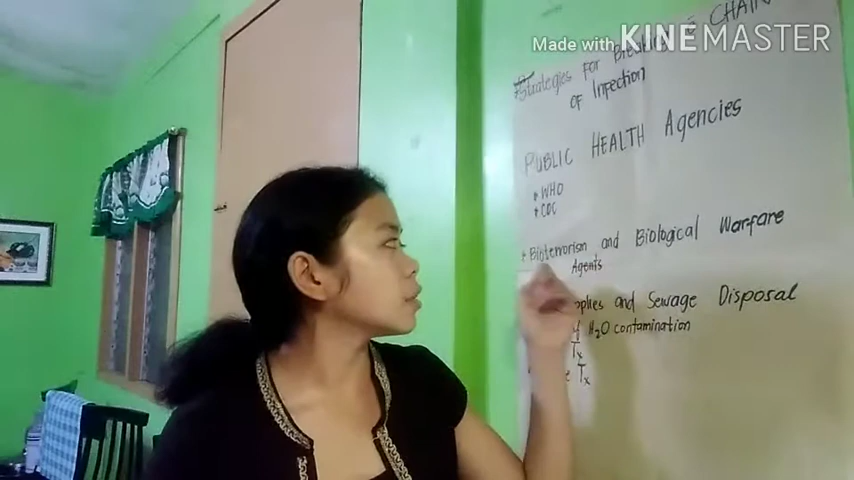 Made with KINEMASTER
CHAIN
Strategies for
of Infection
PUBLIC HEALTH Agencies
* WHO
* CDC
* Bioterrorism and Biological Warfare
Agents
and Sewage Disposal
H2O contamination
Tx
Tx